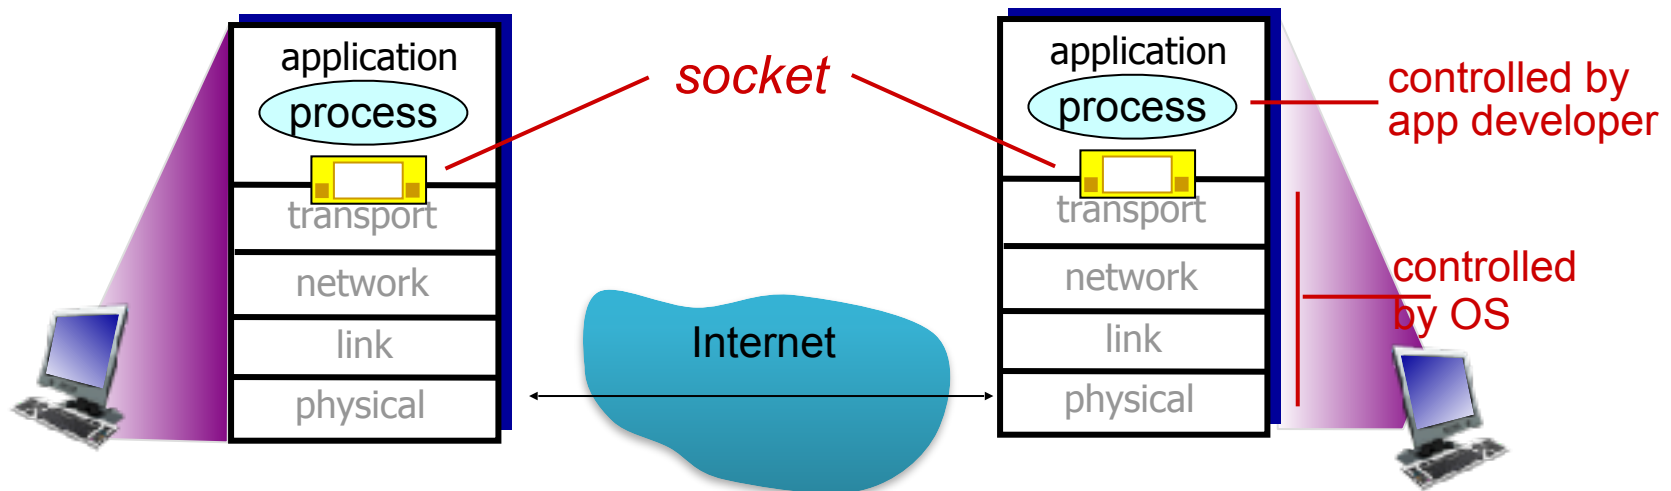 application
process
transport
network
link
physical
socket
Internet
application
process
transport
network
link
physical
controlled by
app developer
controlled
by OS